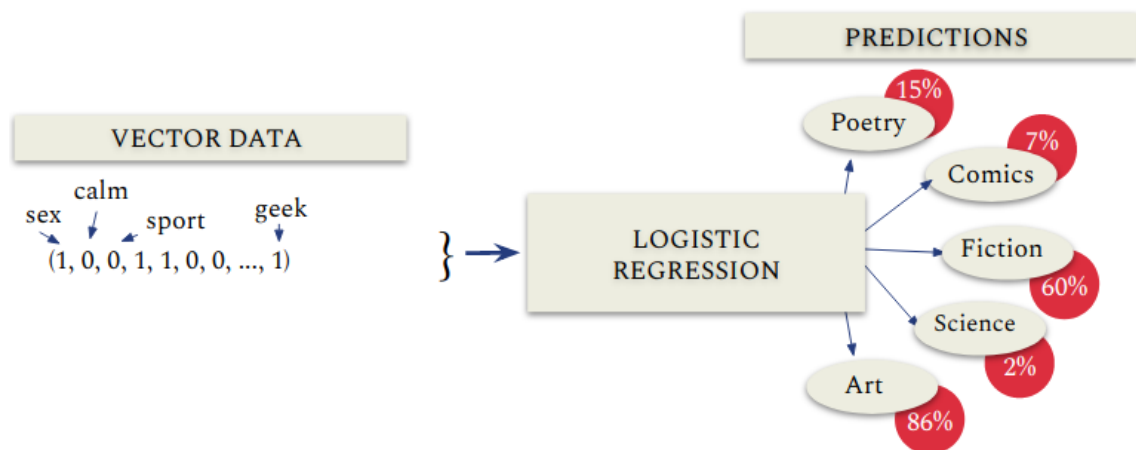 PREDICTIONS
15%
Poetry
VECTOR DATA
7%
Comics
calm
sex
sport
geek
(1, 0, 0, 1, 1, 0, 0, ..., 1)
}
LOGISTIC
REGRESSION
Fiction
60%
Science
2%
Art
86%